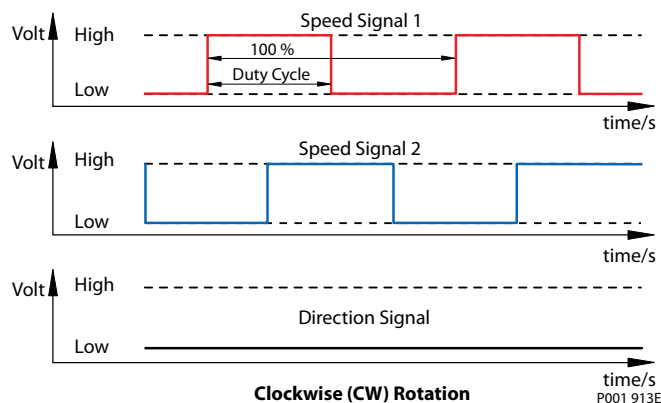 Speed Signal 1
Volt High
100 %
Duty Cycle
Low
time/s
Speed Signal 2
Volt High
Low
time/s
Volt High
Direction Signal
Low
time/s
Clockwise (CW) Rotation
P001 913E